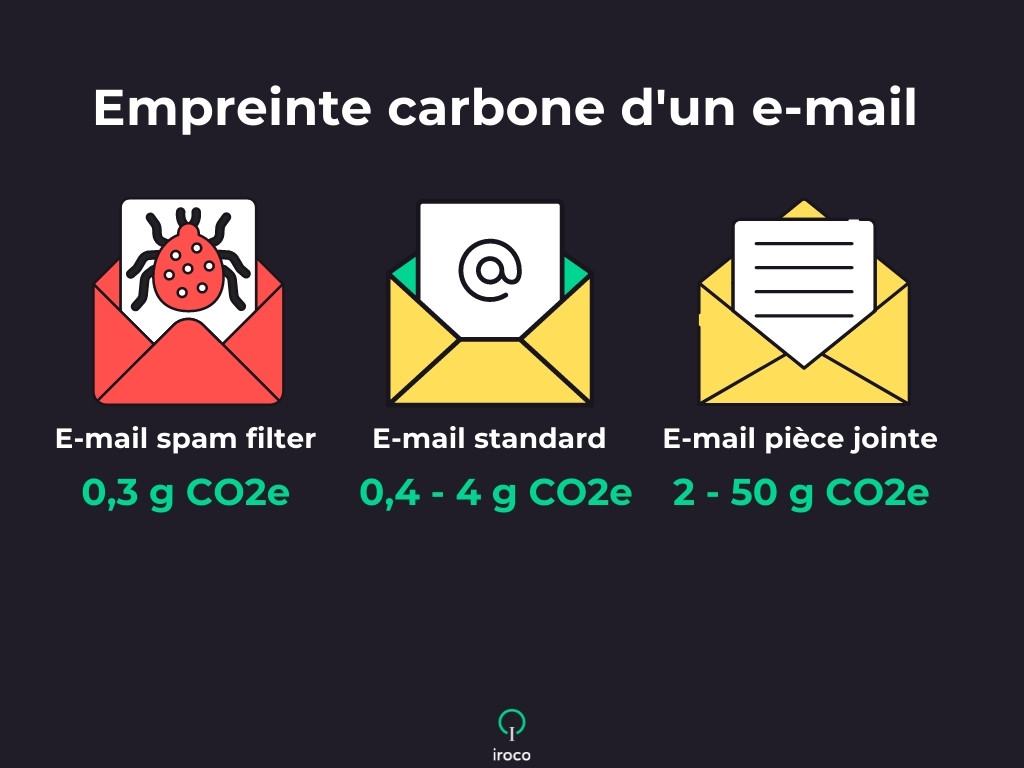 Empreinte carbone d'un e-mail
@
E-mail spam filter
E-mail standard
E-mail pièce jointe
0,3 g CO2e
0,4 - 4 g CO2e
2 - 50 g CO2e
I
iroco